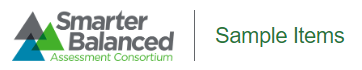 Smarter
Balanced
Assessment Consortium
Sample Items